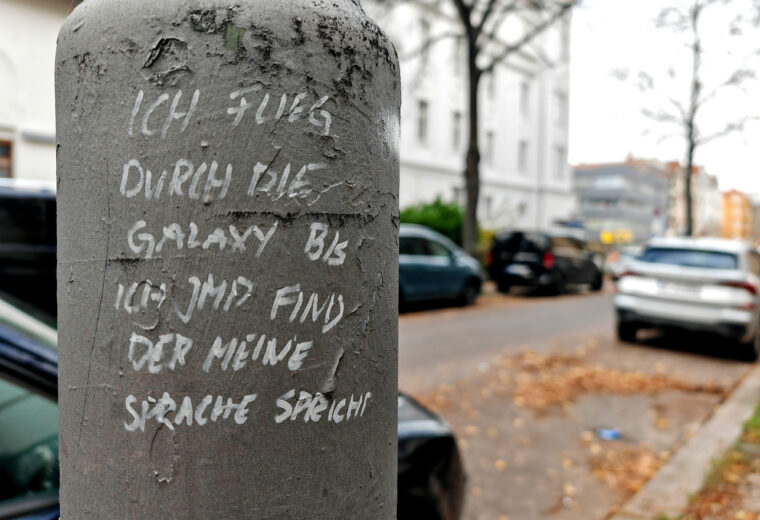 ICH FLIEG
DURCH DIE
GALAXY BIS
ICH JMD FIND
DER MEINE
SPRACHE SPRICHT